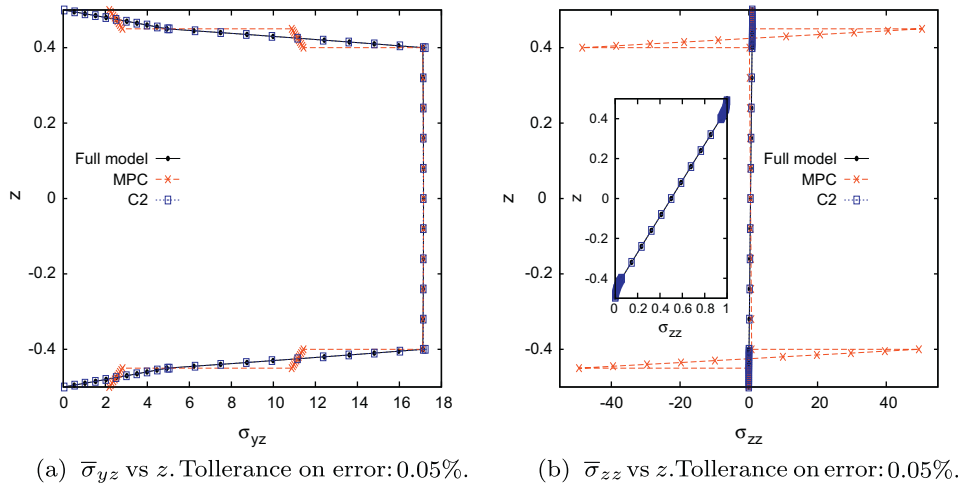 0.4
0.2
0
-0.2
-0.4
z
Full model
MPC
C2
0 2 4 6 8 10 12 14 16 18
σyz
(a) σ̅yz vs z. Tollerance on error: 0.05%.
0.4
0.2
0
-0.2
-0.4
z
Full model
MPC
C2
0.4
0.2
0
-0.2
-0.4
z
0 0.2 0.4 0.6 0.8 1
σzz
-40 -20 0 20 40
σzz
(b) σ̅zz vs z. Tollerance on error: 0.05%.